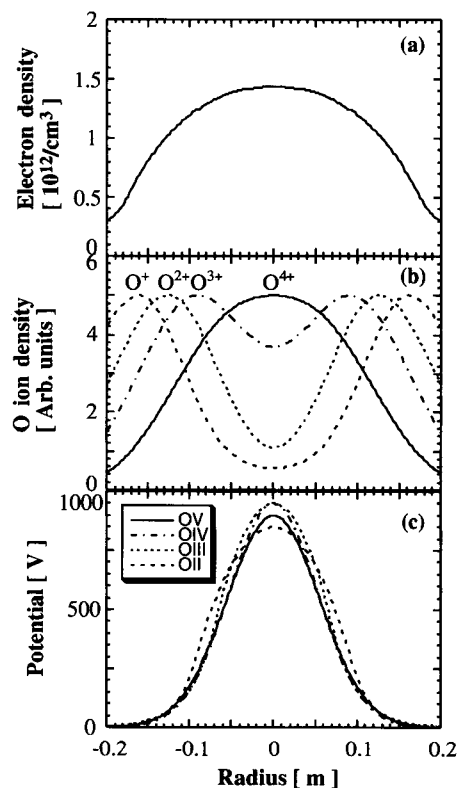 2
(a)
1.5
1
0.5
0
Electron density
[ 10¹²/cm³ ]
6
O⁺ O²⁺ O³⁺ O⁴⁺ (b)
4
2
0
O ion density
[ Arb. units ]
1000
OV
OIV
OIII
OII
(c)
500
0
Potential [ V ]
-0.2 -0.1 0 0.1 0.2
Radius [ m ]